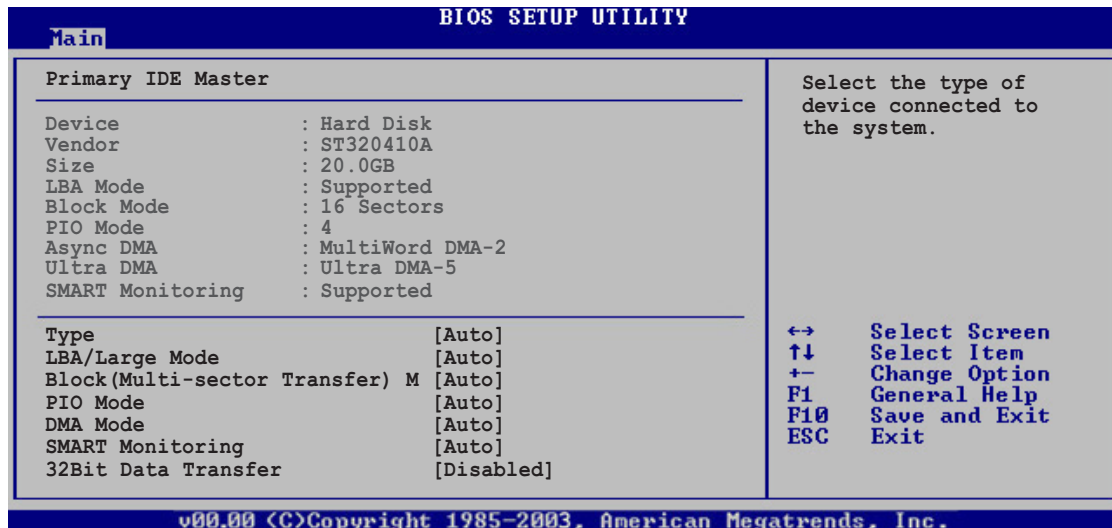 BIOS SETUP UTILITY
Main
Primary IDE Master
Device : Hard Disk
Vendor : ST320410A
Size : 20.0GB
LBA Mode : Supported
Block Mode : 16 Sectors
PIO Mode : 4
Async DMA : MultiWord DMA-2
Ultra DMA : Ultra DMA-5
SMART Monitoring : Supported
Type [Auto]
LBA/Large Mode [Auto]
Block(Multi-sector Transfer) M [Auto]
PIO Mode [Auto]
DMA Mode [Auto]
SMART Monitoring [Auto]
32Bit Data Transfer [Disabled]
Select the type of
device connected to
the system.
←→ Select Screen
↑↓ Select Item
+- Change Option
F1 General Help
F10 Save and Exit
ESC Exit
v00.00 (C)Copyright 1985-2003, American Megatrends, Inc.